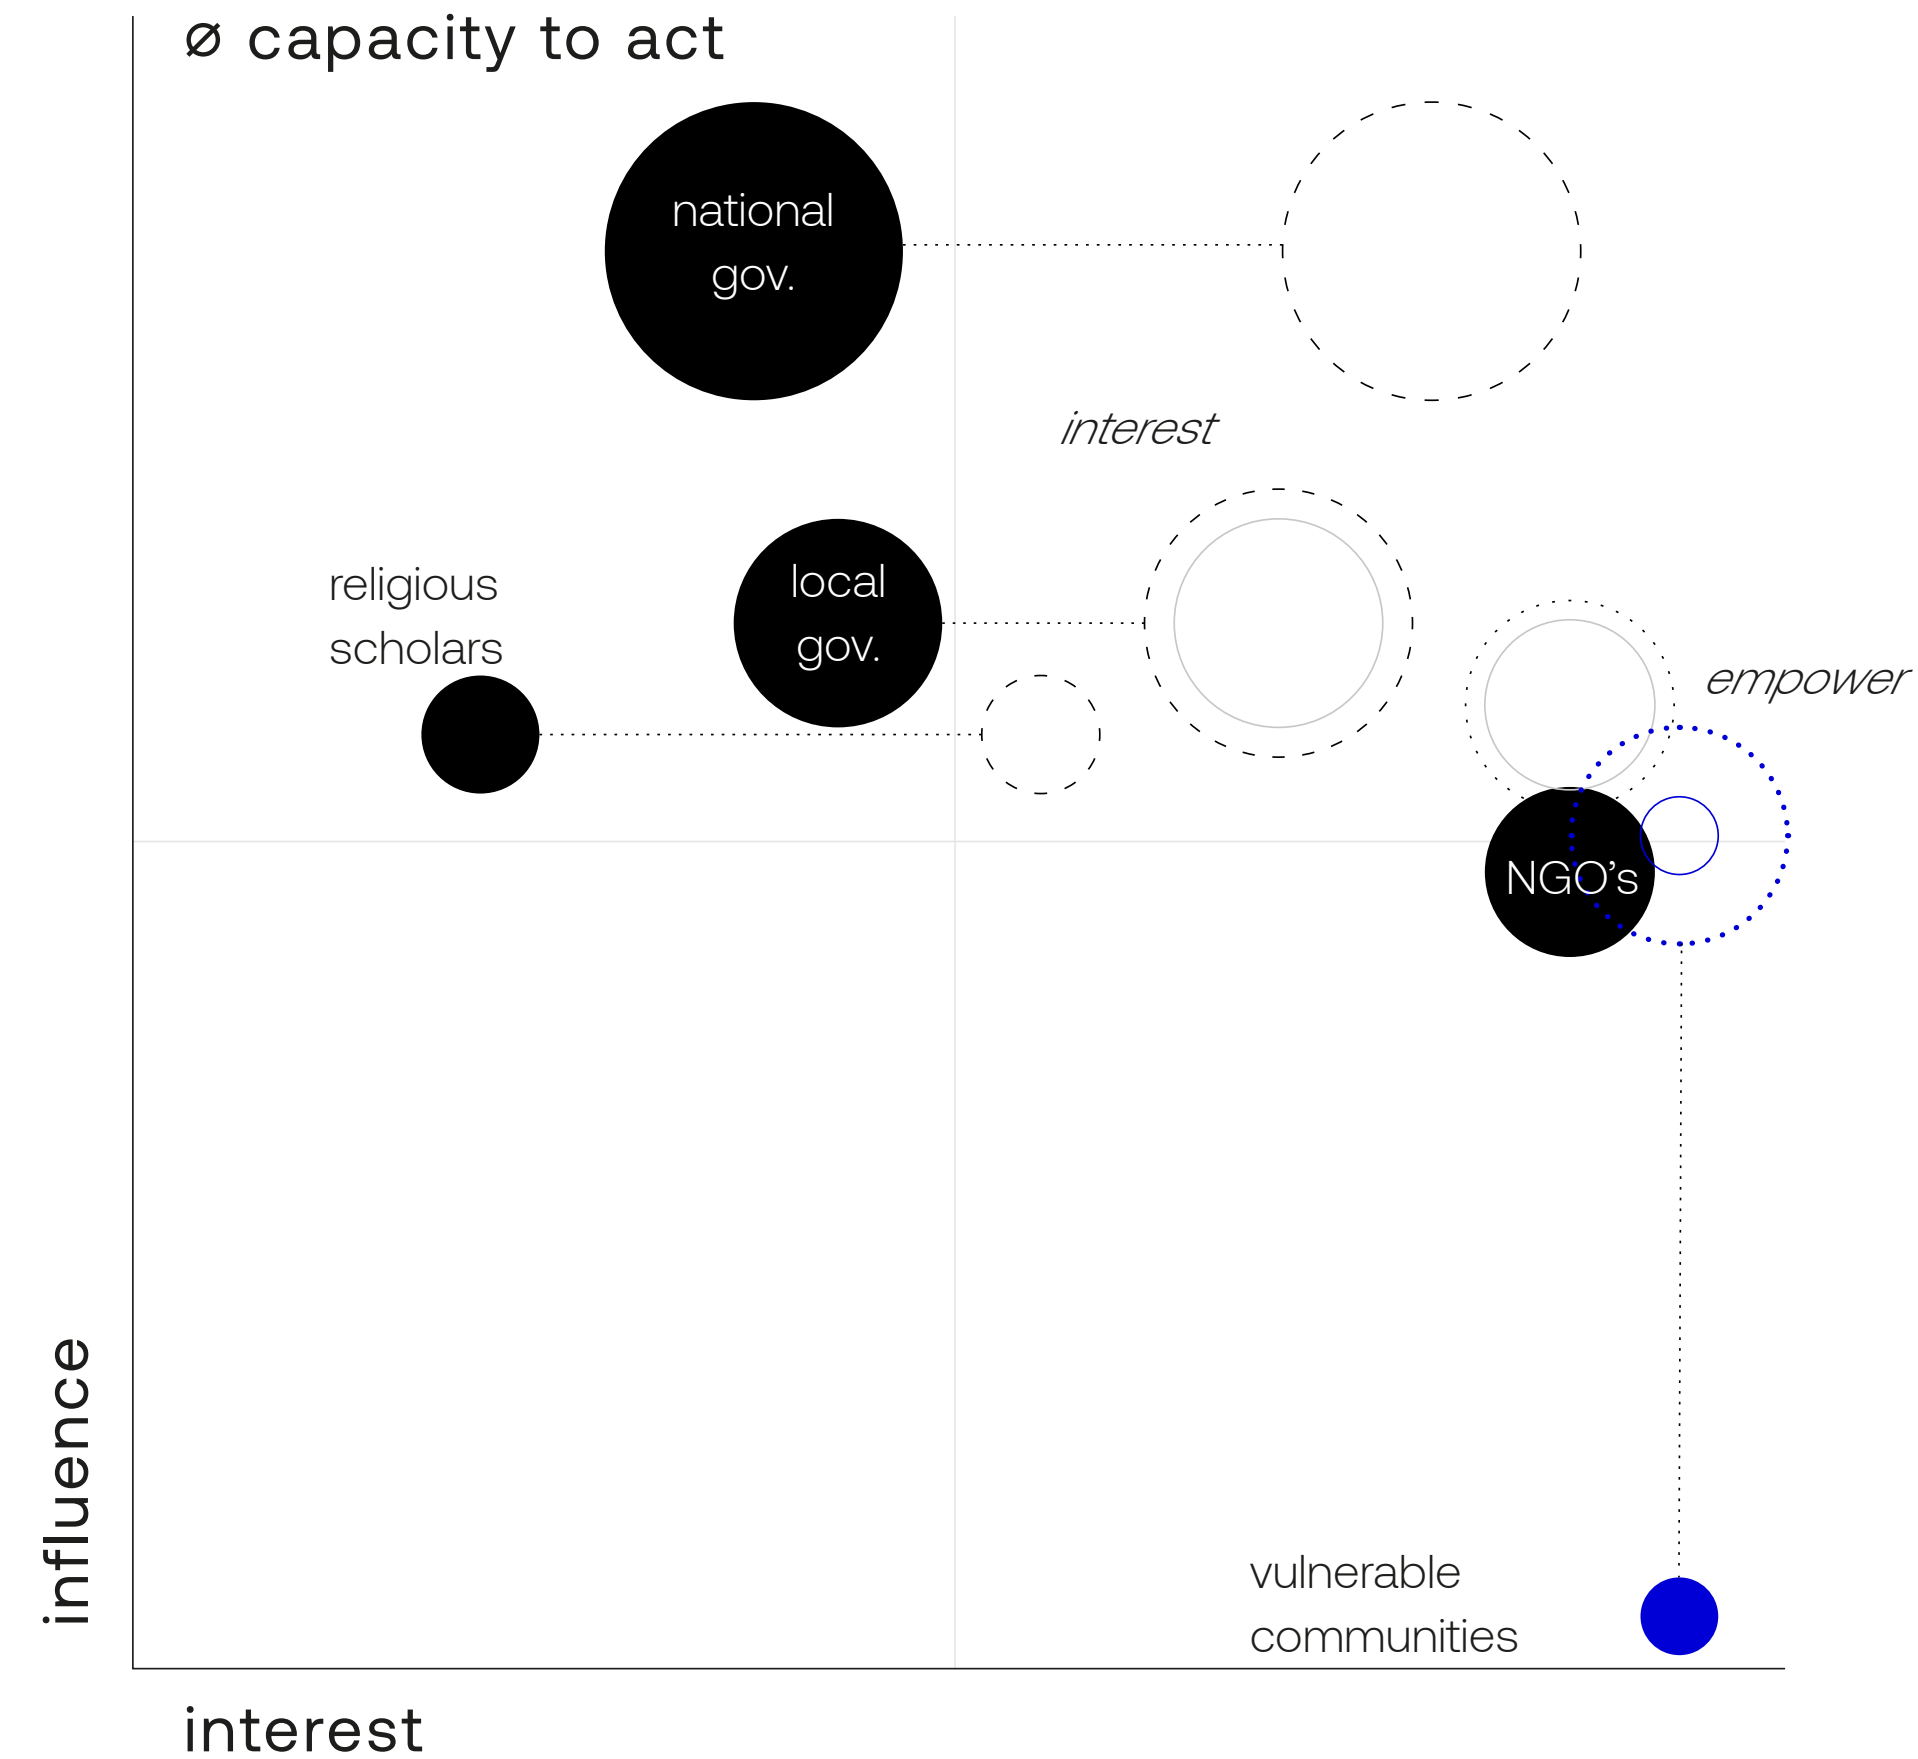 ø capacity to act
national
gov.
interest
religious
scholars
local
gov.
empower
NGO’s
influence
vulnerable
communities
interest